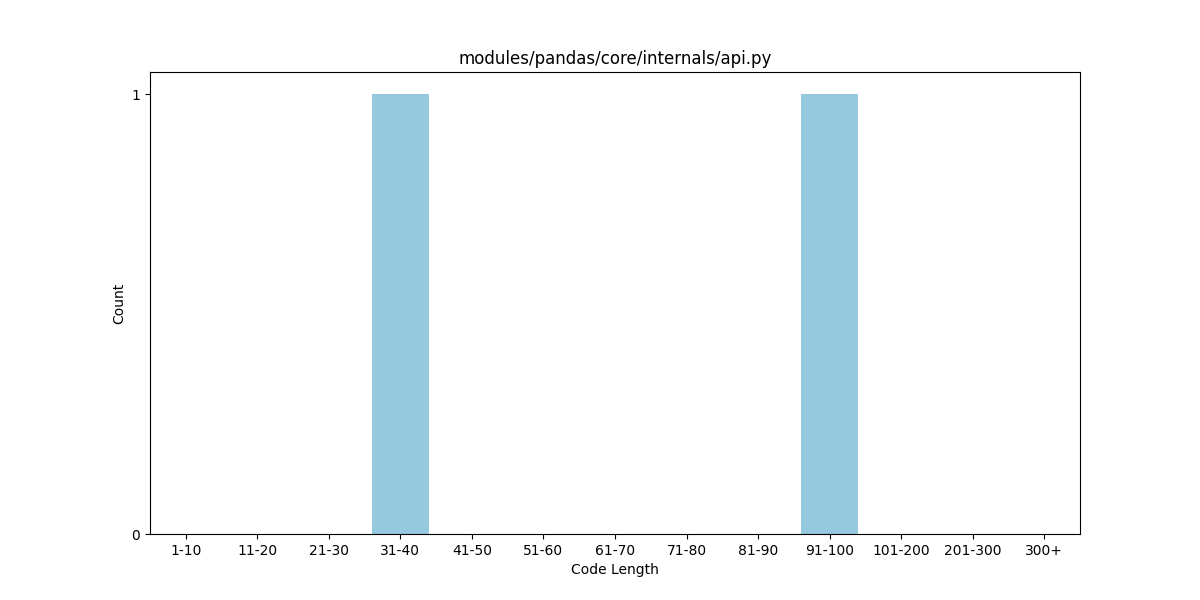 modules/pandas/core/internals/api.py
1
Count
0
1-10 11-20 21-30 31-40 41-50 51-60 61-70 71-80 81-90 91-100 101-200 201-300 300+
Code Length